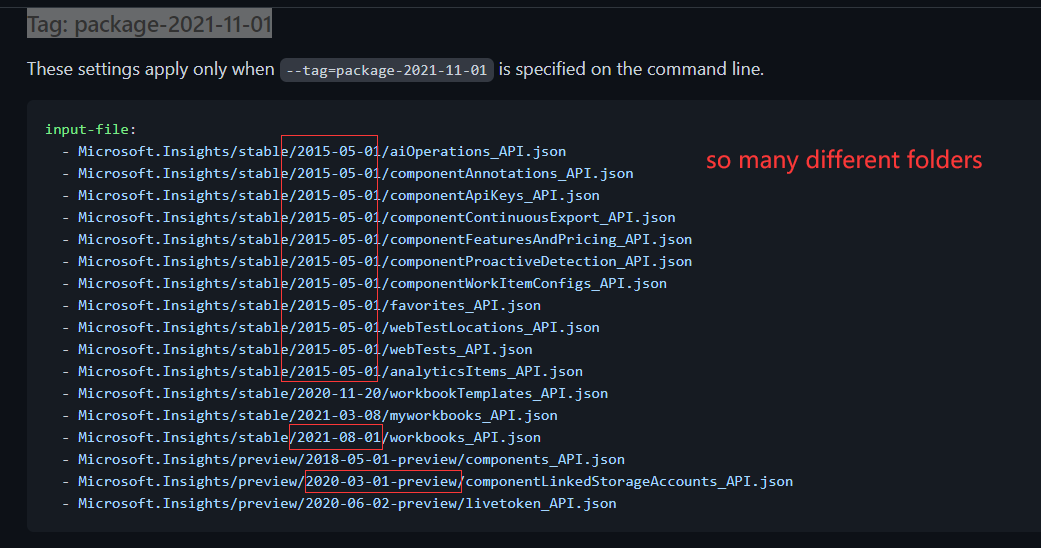 Tag: package-2021-11-01
These settings apply only when --tag=package-2021-11-01 is specified on the command line.
input-file:
- Microsoft.Insights/stable/2015-05-01/aiOperations_API.json
so many different folders
- Microsoft.Insights/stable/2015-05-01/componentAnnotations_API.json
- Microsoft.Insights/stable/2015-05-01/componentApiKeys_API.json
- Microsoft.Insights/stable/2015-05-01/componentContinuousExport_API.json
- Microsoft.Insights/stable/2015-05-01/componentFeaturesAndPricing_API.json
- Microsoft.Insights/stable/2015-05-01/componentProactiveDetection_API.json
- Microsoft.Insights/stable/2015-05-01/componentWorkItemConfigs_API.json
- Microsoft.Insights/stable/2015-05-01/favorites_API.json
- Microsoft.Insights/stable/2015-05-01/webTestLocations_API.json
- Microsoft.Insights/stable/2015-05-01/webTests_API.json
- Microsoft.Insights/stable/2015-05-01/analyticsItems_API.json
- Microsoft.Insights/stable/2020-11-20/workbookTemplates_API.json
- Microsoft.Insights/stable/2021-03-08/myworkbooks_API.json
- Microsoft.Insights/stable/2021-08-01/workbooks_API.json
- Microsoft.Insights/preview/2018-05-01-preview/components_API.json
- Microsoft.Insights/preview/2020-03-01-preview/componentLinkedStorageAccounts_API.json
- Microsoft.Insights/preview/2020-06-02-preview/livetoken_API.json